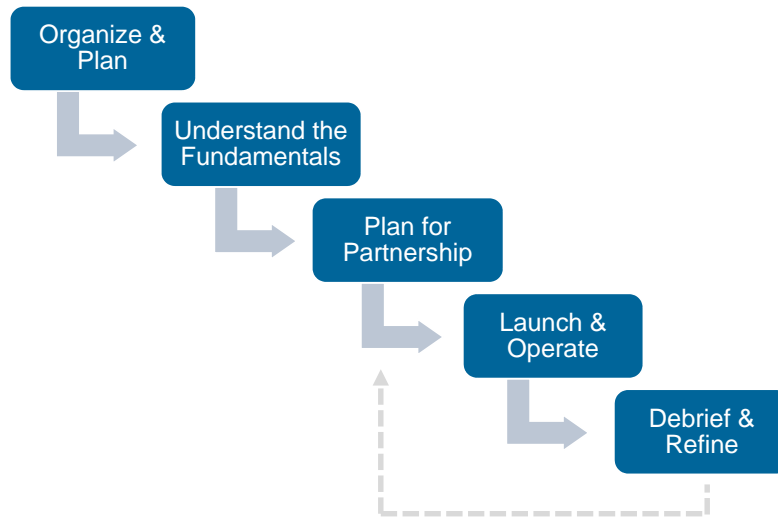 Organize &
Plan
Understand the
Fundamentals
Plan for
Partnership
Launch &
Operate
Debrief &
Refine